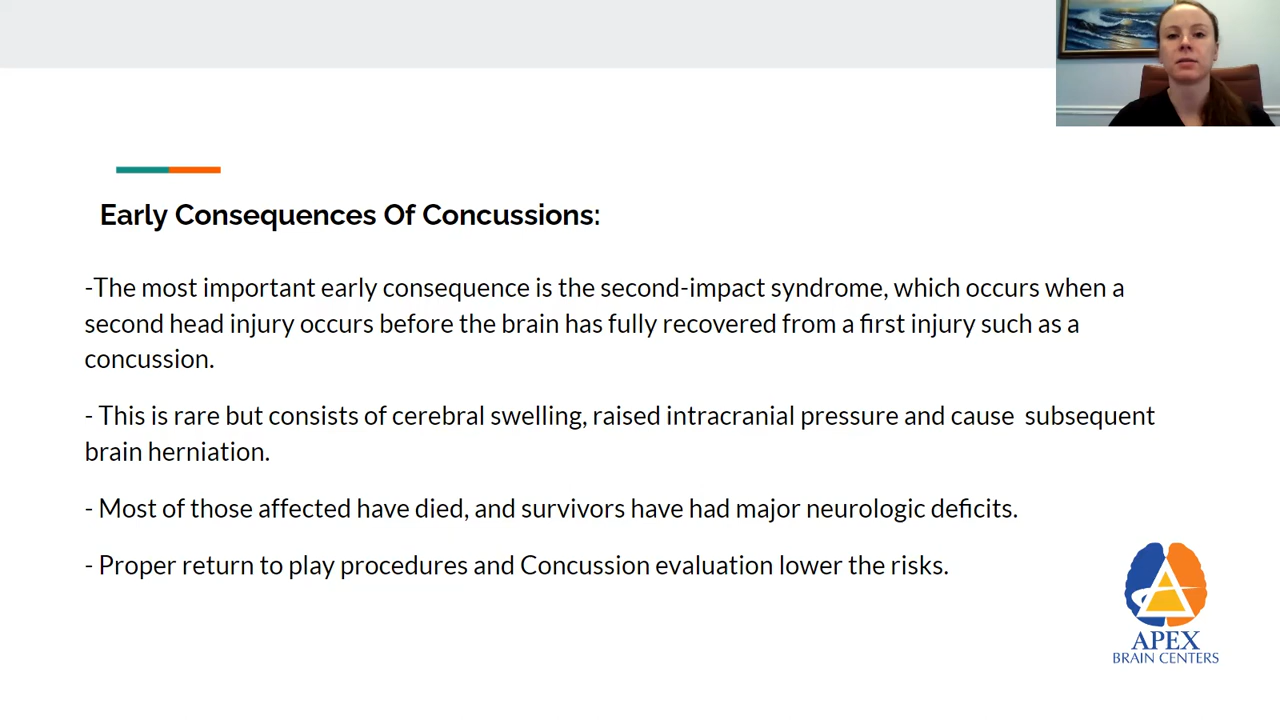 Early Consequences Of Concussions:
-The most important early consequence is the second-impact syndrome, which occurs when a
second head injury occurs before the brain has fully recovered from a first injury such as a
concussion.
- This is rare but consists of cerebral swelling, raised intracranial pressure and cause  subsequent
brain herniation.
- Most of those affected have died, and survivors have had major neurologic deficits.
- Proper return to play procedures and Concussion evaluation lower the risks.
APEX
BRAIN CENTERS